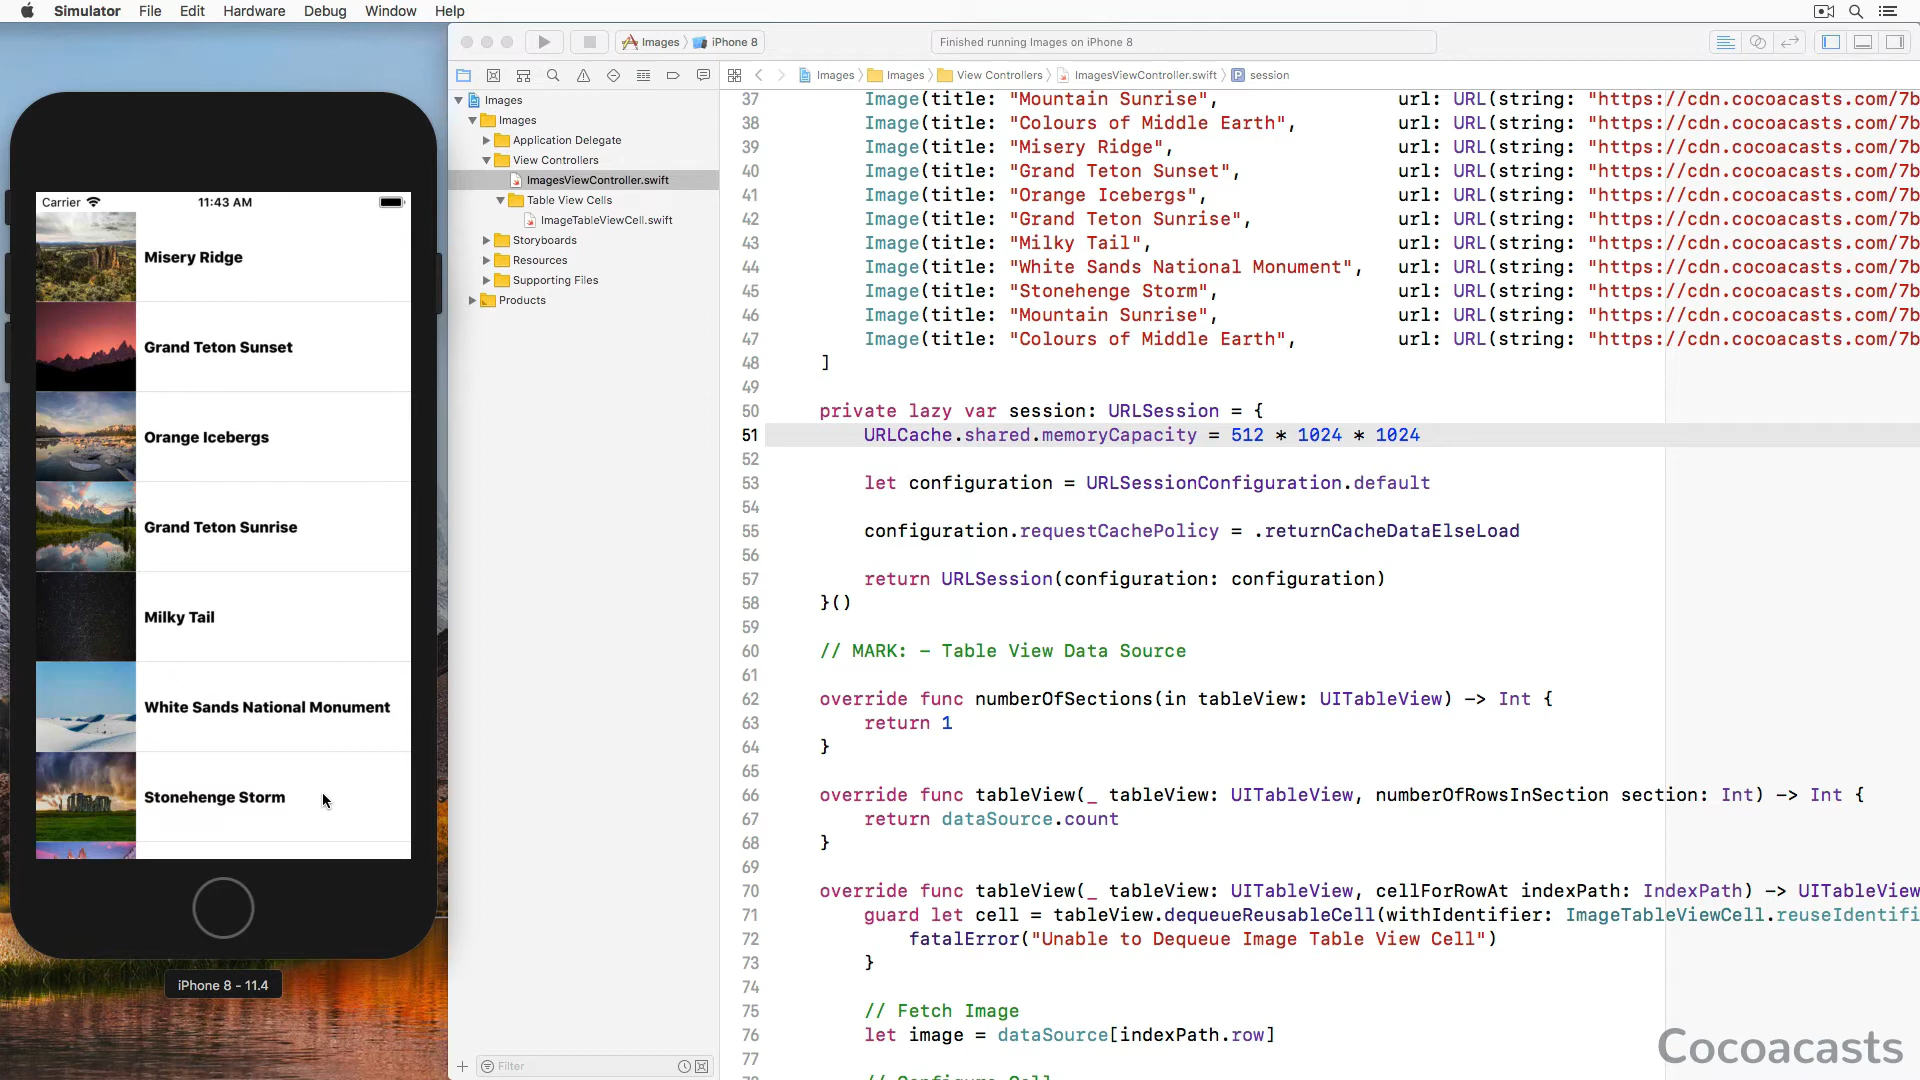 Simulator File Edit Hardware Debug Window Help
Images iPhone 8
Finished running Images on iPhone 8
Images Images View Controllers ImagesViewController.swift P session
Images
Images
Application Delegate
View Controllers
ImagesViewController.swift
Table View Cells
ImageTableViewCell.swift
Storyboards
Resources
Supporting Files
Products
Filter
Carrier 11:43 AM
Misery Ridge
Grand Teton Sunset
Orange Icebergs
Grand Teton Sunrise
Milky Tail
White Sands National Monument
Stonehenge Storm
iPhone 8 - 11.4
37 Image(title: "Mountain Sunrise", url: URL(string: "https://cdn.cocoacasts.com/7b
38 Image(title: "Colours of Middle Earth", url: URL(string: "https://cdn.cocoacasts.com/7b
39 Image(title: "Misery Ridge", url: URL(string: "https://cdn.cocoacasts.com/7b
40 Image(title: "Grand Teton Sunset", url: URL(string: "https://cdn.cocoacasts.com/7b
41 Image(title: "Orange Icebergs", url: URL(string: "https://cdn.cocoacasts.com/7b
42 Image(title: "Grand Teton Sunrise", url: URL(string: "https://cdn.cocoacasts.com/7b
43 Image(title: "Milky Tail", url: URL(string: "https://cdn.cocoacasts.com/7b
44 Image(title: "White Sands National Monument", url: URL(string: "https://cdn.cocoacasts.com/7b
45 Image(title: "Stonehenge Storm", url: URL(string: "https://cdn.cocoacasts.com/7b
46 Image(title: "Mountain Sunrise", url: URL(string: "https://cdn.cocoacasts.com/7b
47 Image(title: "Colours of Middle Earth", url: URL(string: "https://cdn.cocoacasts.com/7b
48 ]
49
50 private lazy var session: URLSession = {
51 URLCache.shared.memoryCapacity = 512 * 1024 * 1024
52
53 let configuration = URLSessionConfiguration.default
54
55 configuration.requestCachePolicy = .returnCacheDataElseLoad
56
57 return URLSession(configuration: configuration)
58 }()
59
60 // MARK: - Table View Data Source
61
62 override func numberOfSections(in tableView: UITableView) -> Int {
63 return 1
64 }
65
66 override func tableView(_ tableView: UITableView, numberOfRowsInSection section: Int) -> Int {
67 return dataSource.count
68 }
69
70 override func tableView(_ tableView: UITableView, cellForRowAt indexPath: IndexPath) -> UITableView
71 guard let cell = tableView.dequeueReusableCell(withIdentifier: ImageTableViewCell.reuseIdentifi
72 fatalError("Unable to Dequeue Image Table View Cell")
73 }
74
75 // Fetch Image
76 let image = dataSource[indexPath.row]
77
Cocoacasts